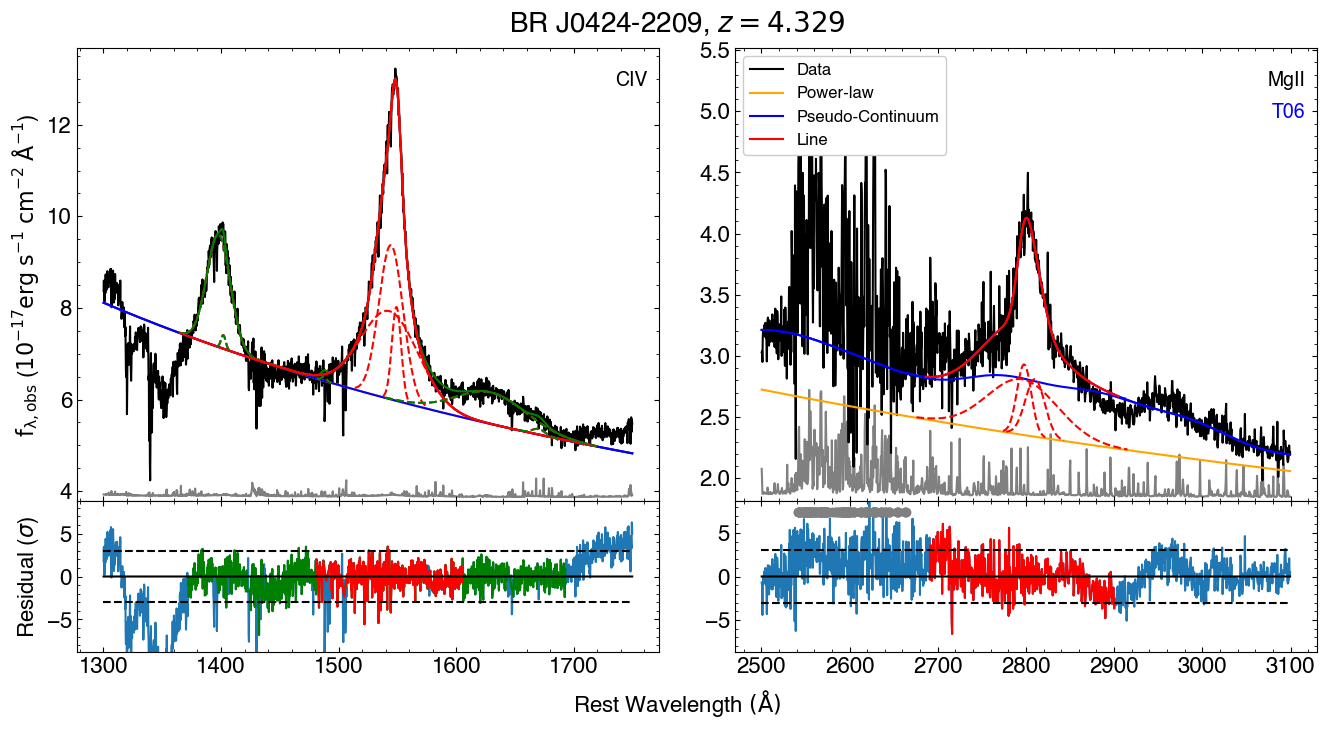 BR J0424-2209, z = 4.329
CIV
f_λ,obs (10⁻¹⁷erg s⁻¹ cm⁻² Å⁻¹)
12
10
8
6
4
Data
Power-law
Pseudo-Continuum
Line
MgII
T06
5.5
5.0
4.5
4.0
3.5
3.0
2.5
2.0
Residual (σ)
5
0
−5
5
0
−5
1300 1400 1500 1600 1700
2500 2600 2700 2800 2900 3000 3100
Rest Wavelength (Å)